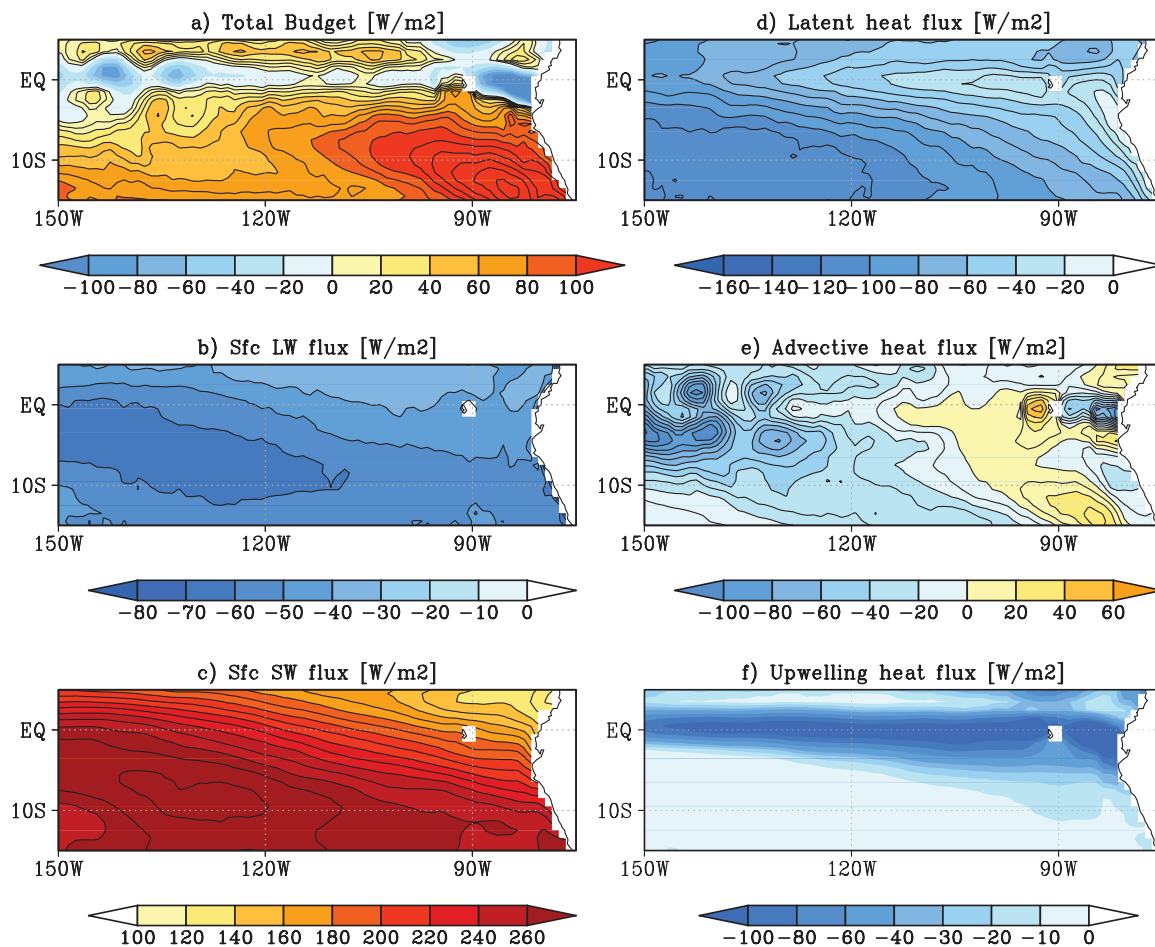 a) Total Budget [W/m2]
EQ
10S
150W 120W 90W
-100 -80 -60 -40 -20 0 20 40 60 80 100
b) Sfc LW flux [W/m2]
EQ
10S
150W 120W 90W
-80 -70 -60 -50 -40 -30 -20 -10 0
c) Sfc SW flux [W/m2]
EQ
10S
150W 120W 90W
100 120 140 160 180 200 220 240 260
d) Latent heat flux [W/m2]
EQ
10S
150W 120W 90W
-160 -140 -120 -100 -80 -60 -40 -20 0
e) Advective heat flux [W/m2]
EQ
10S
150W 120W 90W
-100 -80 -60 -40 -20 0 20 40 60
f) Upwelling heat flux [W/m2]
EQ
10S
150W 120W 90W
-100 -80 -60 -40 -30 -20 -10 0